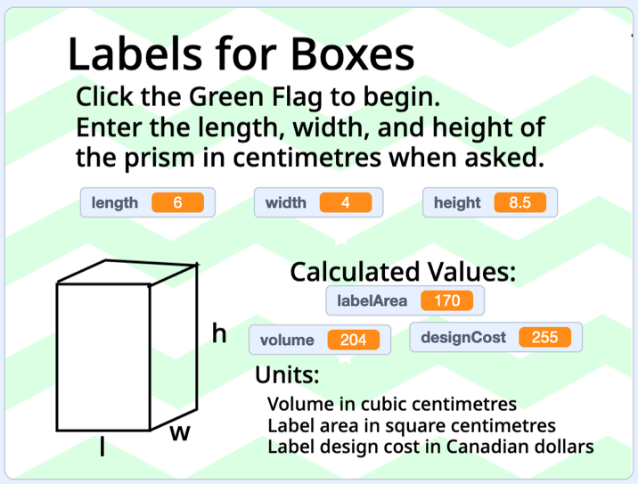 Labels for Boxes
Click the Green Flag to begin.
Enter the length, width, and height of
the prism in centimetres when asked.
length 6 width 4 height 8.5
Calculated Values:
labelArea 170
volume 204 designCost 255
h
w
l
Units:
Volume in cubic centimetres
Label area in square centimetres
Label design cost in Canadian dollars